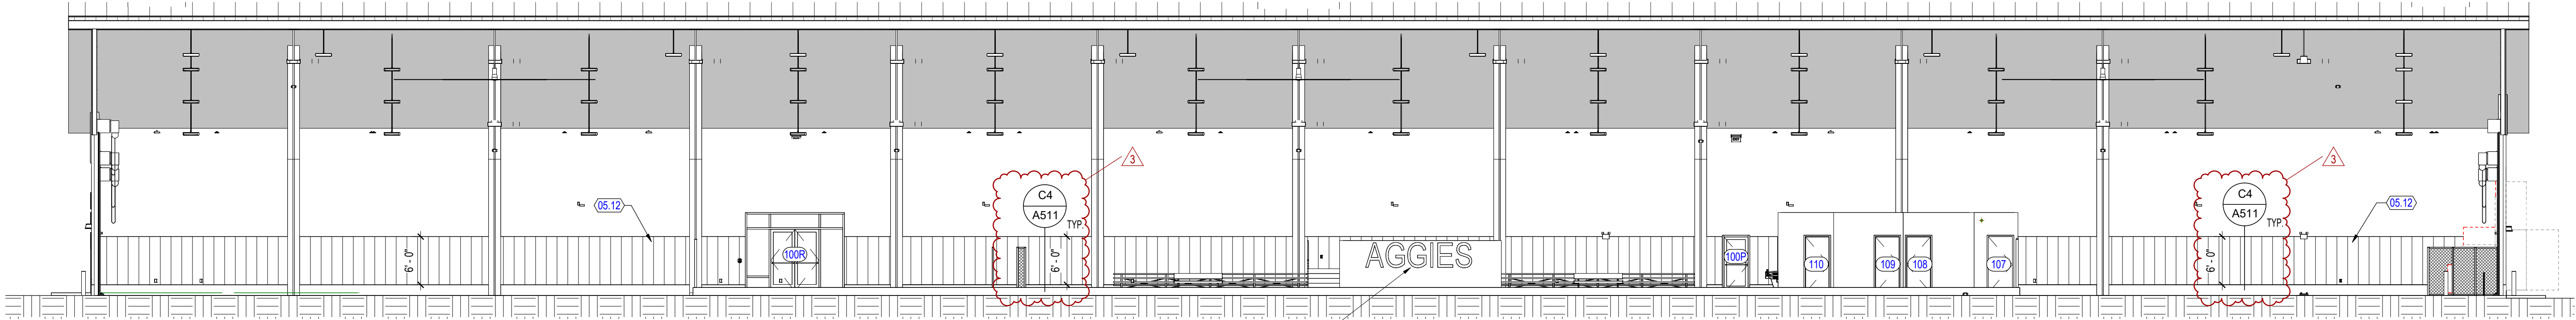 3
3
C4
A511
TYP.
C4
A511
TYP.
05.12
05.12
6' - 0"
6' - 0"
6' - 0"
100R
AGGIES
100P
110
109
108
107